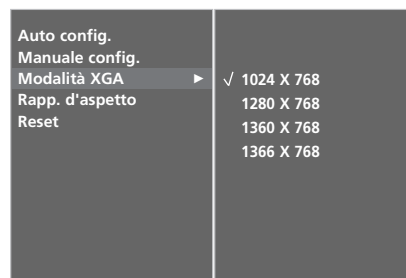 Auto config.
Manuale config.
Modalità XGA ►
Rapp. d'aspetto
Reset
√ 1024 X 768
1280 X 768
1360 X 768
1366 X 768